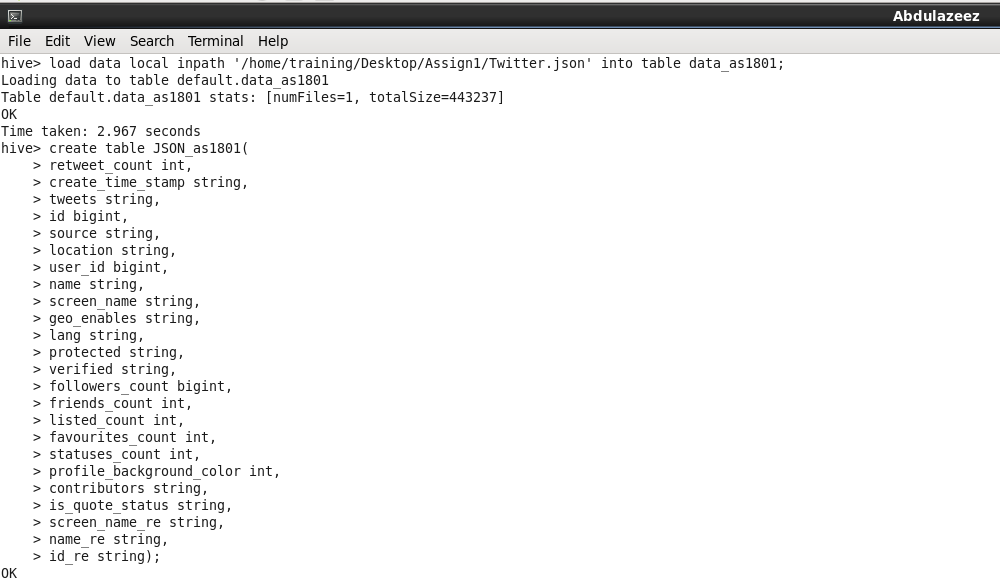 Abdulazeez
File Edit View Search Terminal Help
hive> load data local inpath '/home/training/Desktop/Assign1/Twitter.json' into table data_as1801;
Loading data to table default.data_as1801
Table default.data_as1801 stats: [numFiles=1, totalSize=443237]
OK
Time taken: 2.967 seconds
hive> create table JSON_as1801(
    > retweet_count int,
    > create_time_stamp string,
    > tweets string,
    > id bigint,
    > source string,
    > location string,
    > user_id bigint,
    > name string,
    > screen_name string,
    > geo_enables string,
    > lang string,
    > protected string,
    > verified string,
    > followers_count bigint,
    > friends_count int,
    > listed_count int,
    > favourites_count int,
    > statuses_count int,
    > profile_background_color int,
    > contributors string,
    > is_quote_status string,
    > screen_name_re string,
    > name_re string,
    > id_re string);
OK